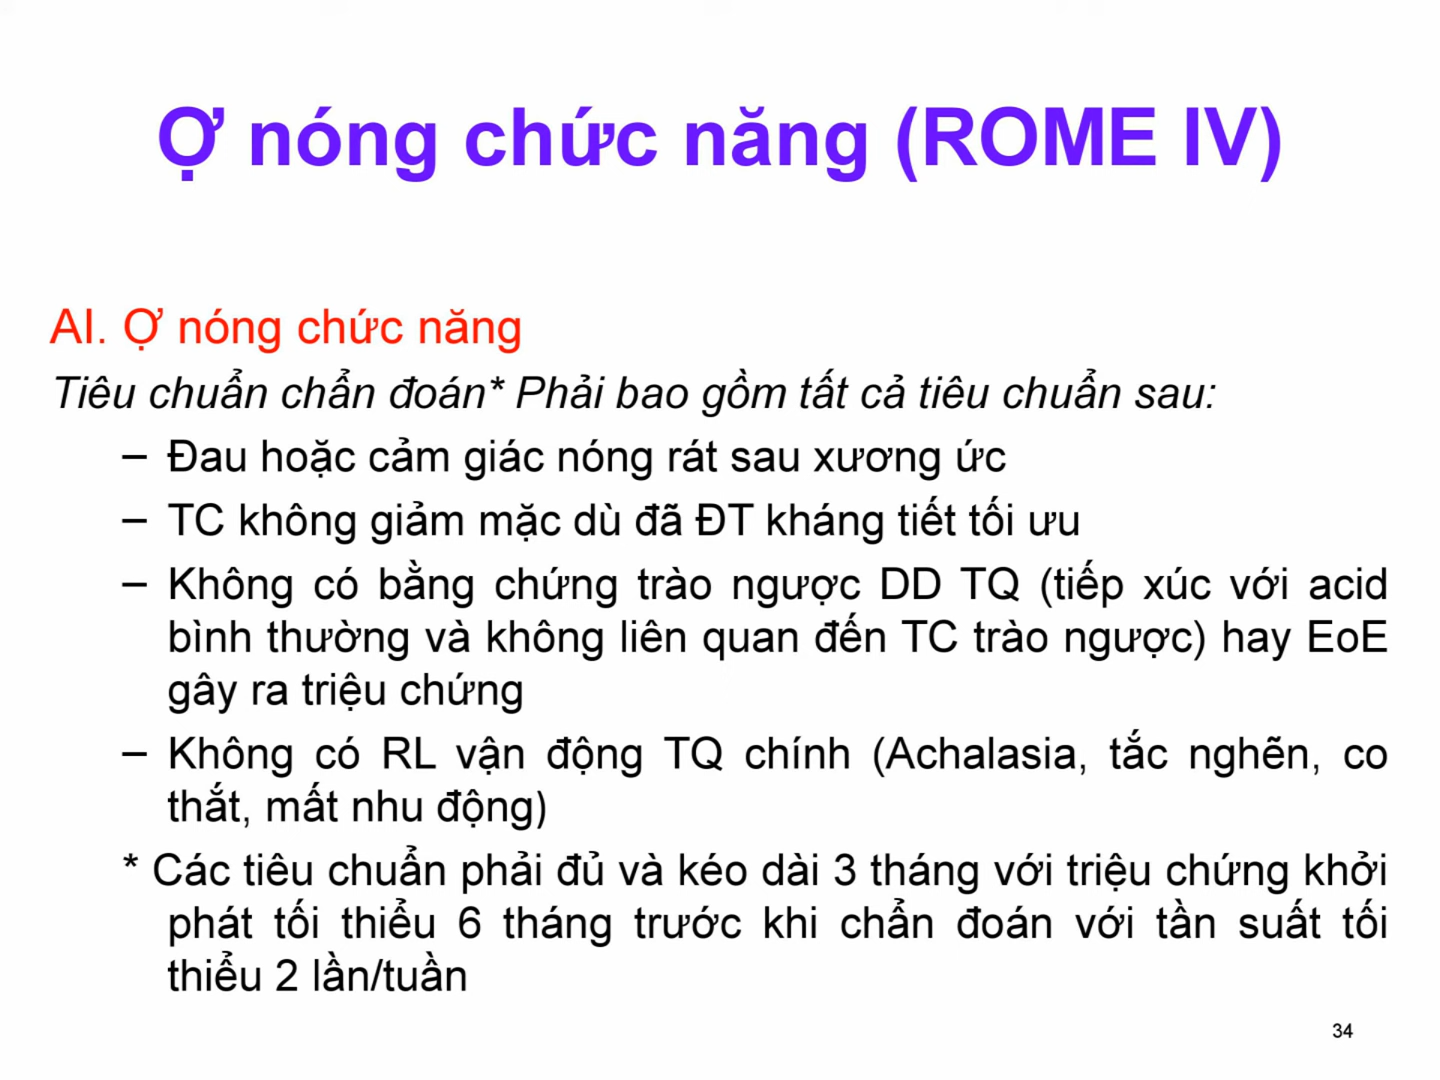 Ợ nóng chức năng (ROME IV)
AI. Ợ nóng chức năng
Tiêu chuẩn chẩn đoán* Phải bao gồm tất cả tiêu chuẩn sau:
– Đau hoặc cảm giác nóng rát sau xương ức
– TC không giảm mặc dù đã ĐT kháng tiết tối ưu
– Không có bằng chứng trào ngược DD TQ (tiếp xúc với acid
bình thường và không liên quan đến TC trào ngược) hay EoE
gây ra triệu chứng
– Không có RL vận động TQ chính (Achalasia, tắc nghẽn, co
thắt, mất nhu động)
* Các tiêu chuẩn phải đủ và kéo dài 3 tháng với triệu chứng khởi
phát tối thiểu 6 tháng trước khi chẩn đoán với tần suất tối
thiểu 2 lần/tuần
34